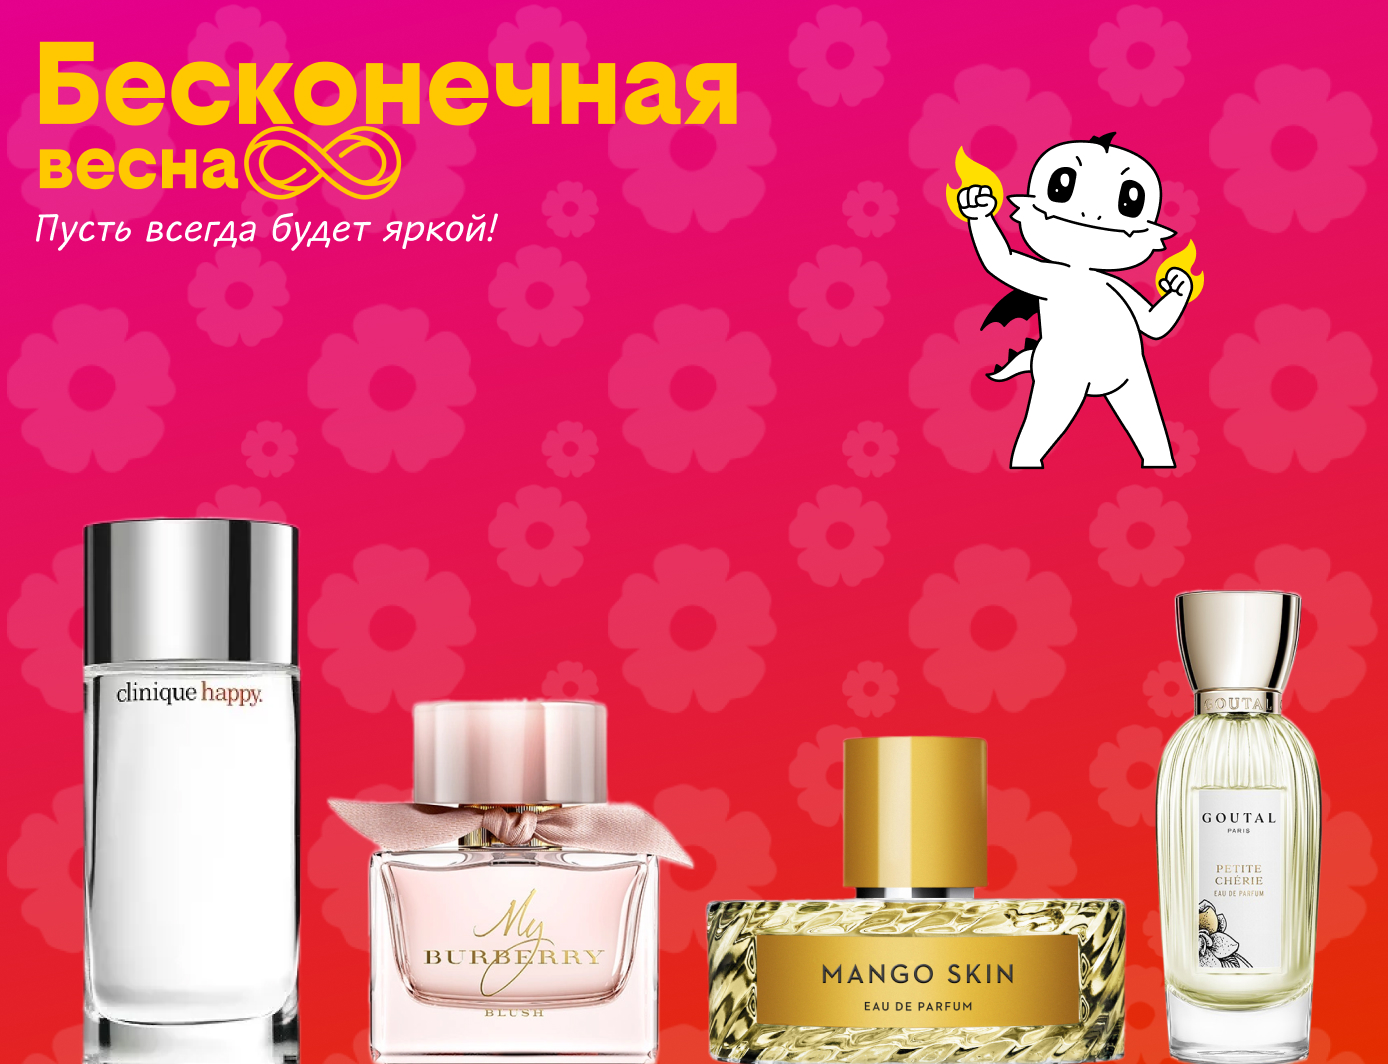 Бесконечная
весна
Пусть всегда будет яркой!
clinique happy.
My
BURBERRY
BLUSH
MANGO SKIN
EAU DE PARFUM
GOUTAL
GOUTAL
PARIS
PETITE
CHÉRIE
EAU DE PARFUM